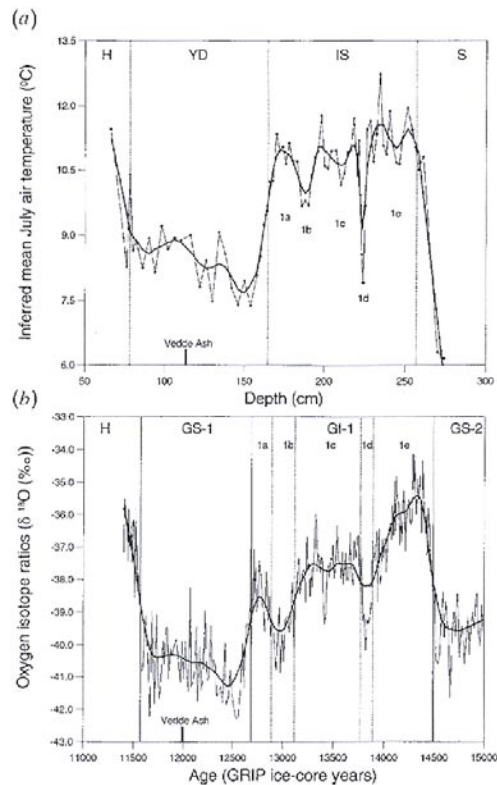 (a)
H YD IS S
13.5
12.0
10.5
9.0
7.5
6.0
Inferred mean July air temperature (ºC)
1a 1b 1c 1d 1e
Vedde Ash
50 100 150 200 250 300
Depth (cm)
(b)
H GS-1 1a 1b GI-1 1c 1d 1e GS-2
-33.0
-34.0
-35.0
-36.0
-37.0
-38.0
-39.0
-40.0
-41.0
-42.0
-43.0
Oxygen isotope ratios (δ ¹⁸O (‰))
Vedde Ash
11000 11500 12000 12500 13000 13500 14000 14500 15000
Age (GRIP ice-core years)